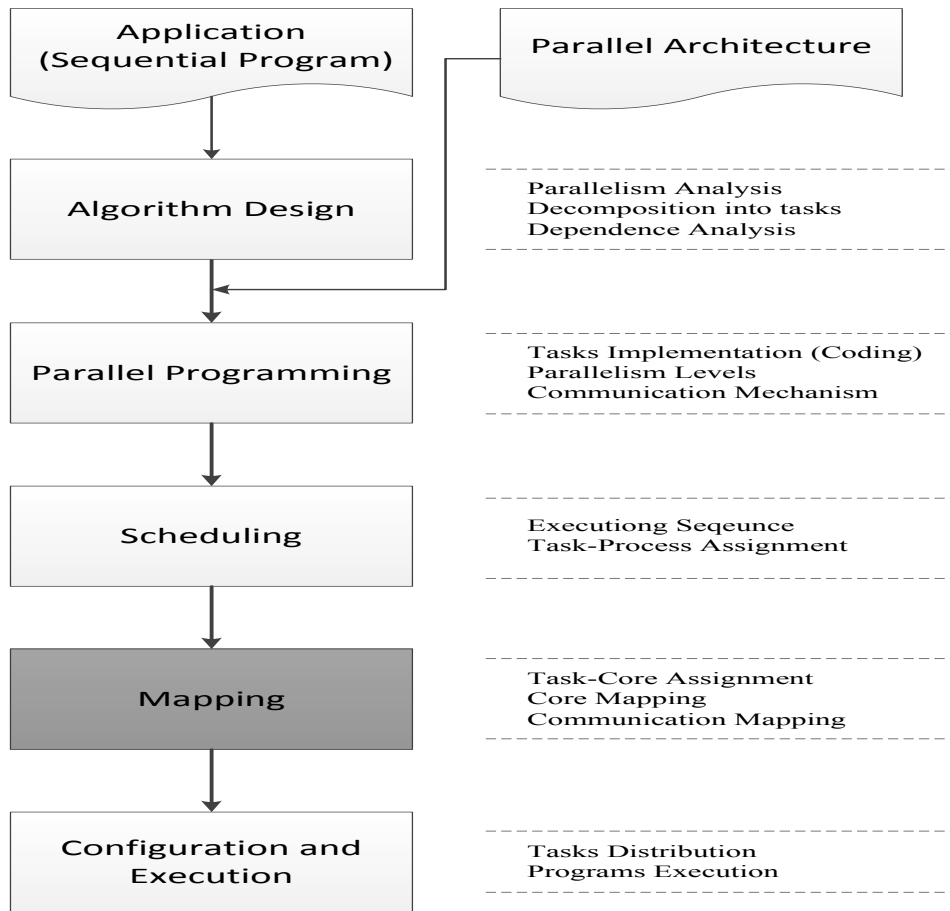 Application
(Sequential Program)
Parallel Architecture
Algorithm Design
Parallelism Analysis
Decomposition into tasks
Dependence Analysis
Parallel Programming
Tasks Implementation (Coding)
Parallelism Levels
Communication Mechanism
Scheduling
Executiong Seqeunce
Task-Process Assignment
Mapping
Task-Core Assignment
Core Mapping
Communication Mapping
Configuration and
Execution
Tasks Distribution
Programs Execution